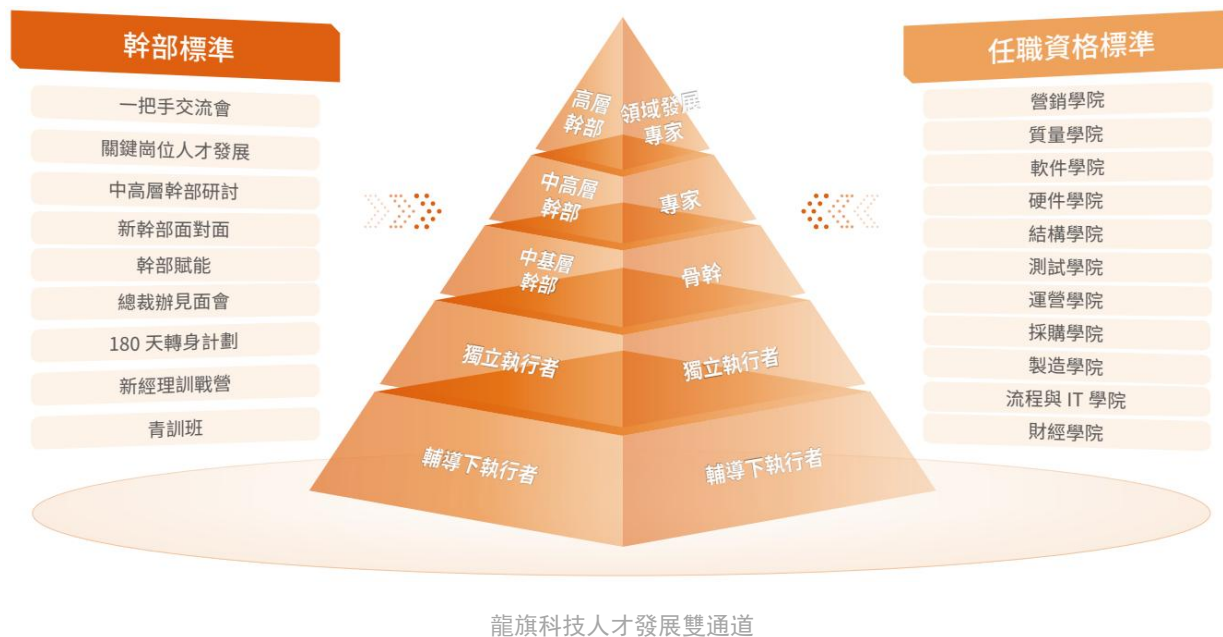 幹部標準
一把手交流會
關鍵崗位人才發展
中高層幹部研討
新幹部面對面
幹部賦能
總裁辦見面會
180 天轉身計劃
新經理訓戰營
青訓班
高層
幹部
領域發展
專家
中高層
幹部
專家
中基層
幹部
骨幹
獨立執行者
獨立執行者
輔導下執行者
輔導下執行者
任職資格標準
營銷學院
質量學院
軟件學院
硬件學院
結構學院
測試學院
運營學院
採購學院
製造學院
流程與 IT 學院
財經學院
龍旗科技人才發展雙通道